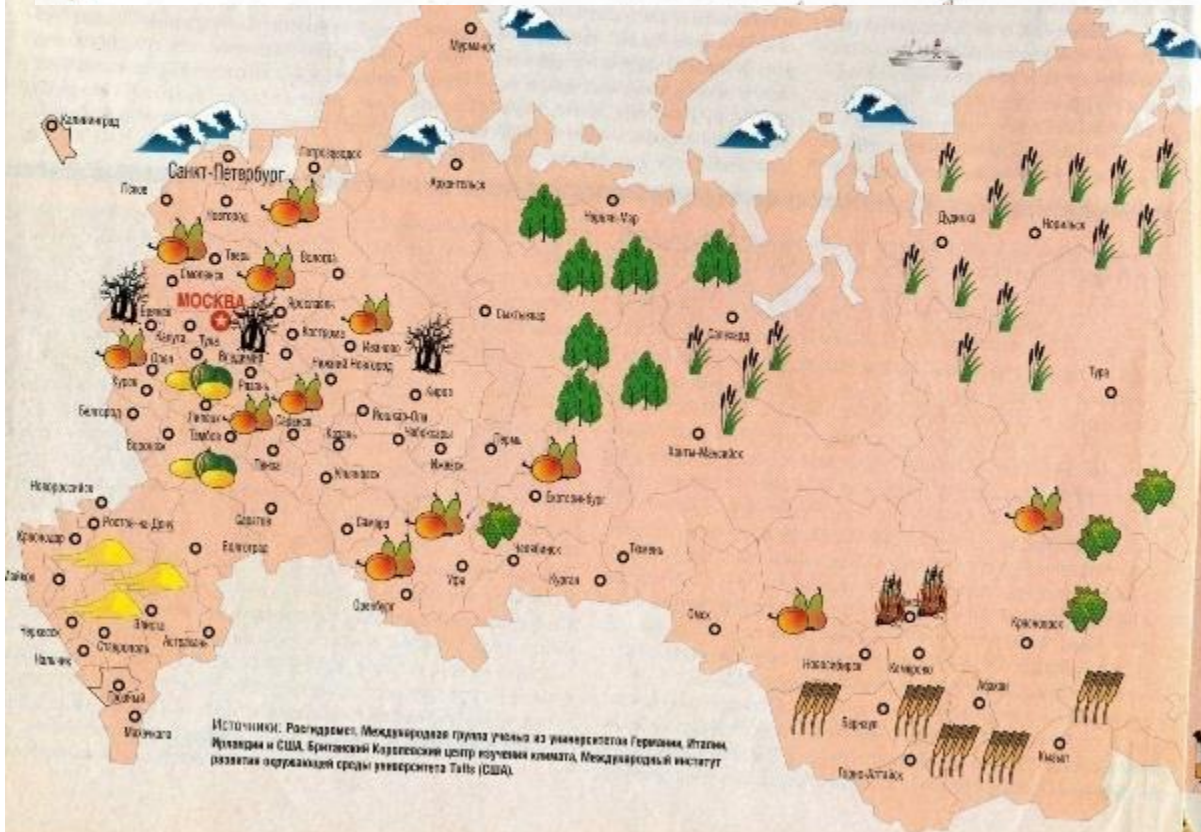 Мурманск
Калининград
Санкт-Петербург
Петрозаводск
Архангельск
Псков
Новгород
Нарьян-Мар
Дудинка
Норильск
Тверь
Вологда
Смоленск
МОСКВА
Ярославль
Сыктывкар
Салехард
Брянск
Калуга
Тула
Кострома
Иваново
Владимир
Нижний Новгород
Тура
Курск
Рязань
Киров
Белгород
Липецк
Йошкар-Ола
Воронеж
Тамбов
Саранск
Казань
Чебоксары
Пермь
Ханты-Мансийск
Пенза
Ижевск
Ульяновск
Новороссийск
Екатеринбург
Ростов-на-Дону
Саратов
Самара
Краснодар
Волгоград
Челябинск
Тюмень
Уфа
Курган
Оренбург
Элиста
Омск
Красноярск
Черкесск
Ставрополь
Астрахань
Нальчик
Новосибирск
Кемерово
Грозный
Абакан
Барнаул
Махачкала
Кызыл
Горно-Алтайск
Источники: Росгидромет, Международная группа ученых из университетов Германии, Италии,
Ирландии и США, Британский Королевский центр изучения климата, Международный институт
развития окружающей среды университета Tufts (США).